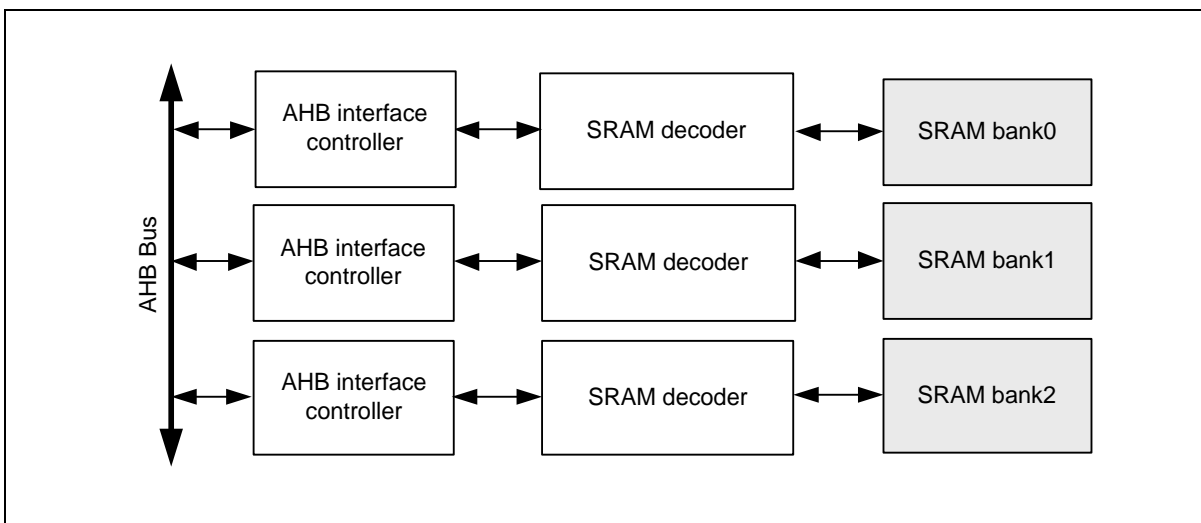 AHB Bus
AHB interface
controller
SRAM decoder
SRAM bank0
AHB interface
controller
SRAM decoder
SRAM bank1
AHB interface
controller
SRAM decoder
SRAM bank2